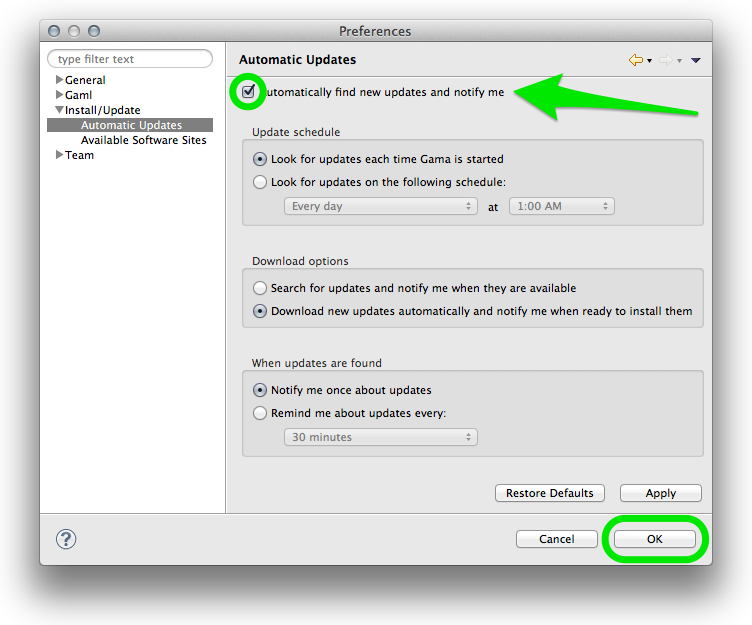 Preferences
type filter text
General
Gaml
Install/Update
Automatic Updates
Available Software Sites
Team
Automatic Updates
utomatically find new updates and notify me
Update schedule
Look for updates each time Gama is started
Look for updates on the following schedule:
Every day at 1:00 AM
Download options
Search for updates and notify me when they are available
Download new updates automatically and notify me when ready to install them
When updates are found
Notify me once about updates
Remind me about updates every:
30 minutes
Restore Defaults Apply
? Cancel OK